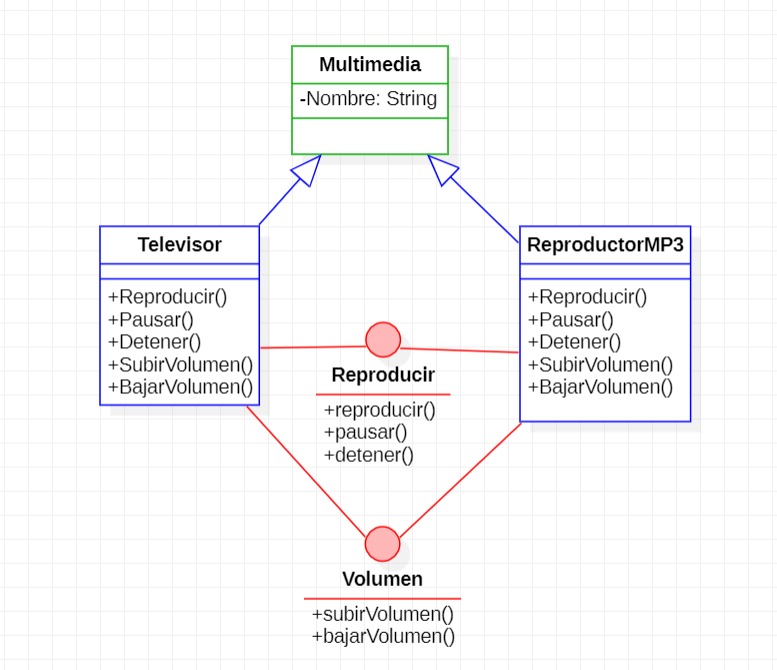 Multimedia
-Nombre: String
Televisor
+Reproducir()
+Pausar()
+Detener()
+SubirVolumen()
+BajarVolumen()
ReproductorMP3
+Reproducir()
+Pausar()
+Detener()
+SubirVolumen()
+BajarVolumen()
Reproducir
+reproducir()
+pausar()
+detener()
Volumen
+subirVolumen()
+bajarVolumen()